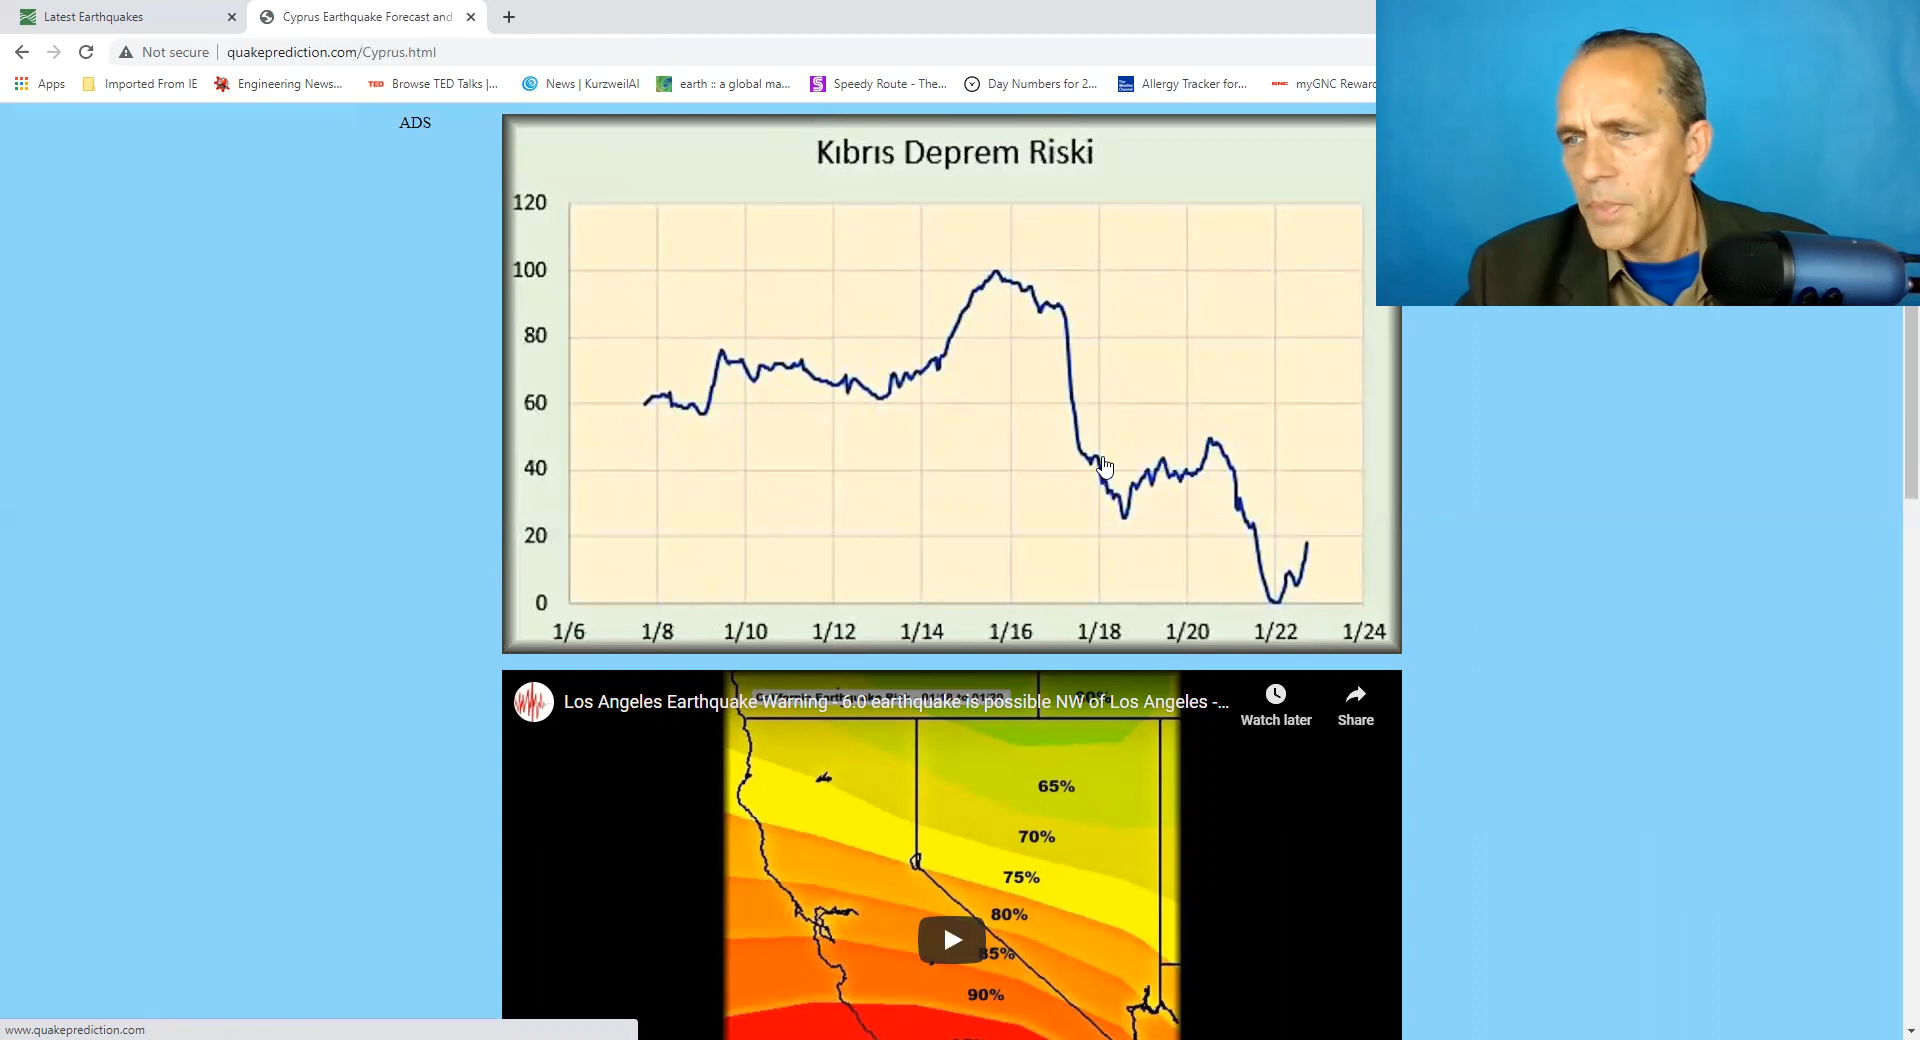 Latest Earthquakes
Cyprus Earthquake Forecast and
Not secure
quakeprediction.com/Cyprus.html
Apps
Imported From IE
Engineering News...
TED
Browse TED Talks |...
News | KurzweilAI
earth :: a global ma...
Speedy Route - The...
Day Numbers for 2...
Allergy Tracker for...
GNC
myGNC Rewar
ADS
Kıbrıs Deprem Riski
120
100
80
60
40
20
0
1/6 1/8 1/10 1/12 1/14 1/16 1/18 1/20 1/22 1/24
Los Angeles Earthquake Warning - 6.0 earthquake is possible NW of Los Angeles -...
Watch later
Share
65%
70%
75%
80%
85%
90%
www.quakeprediction.com